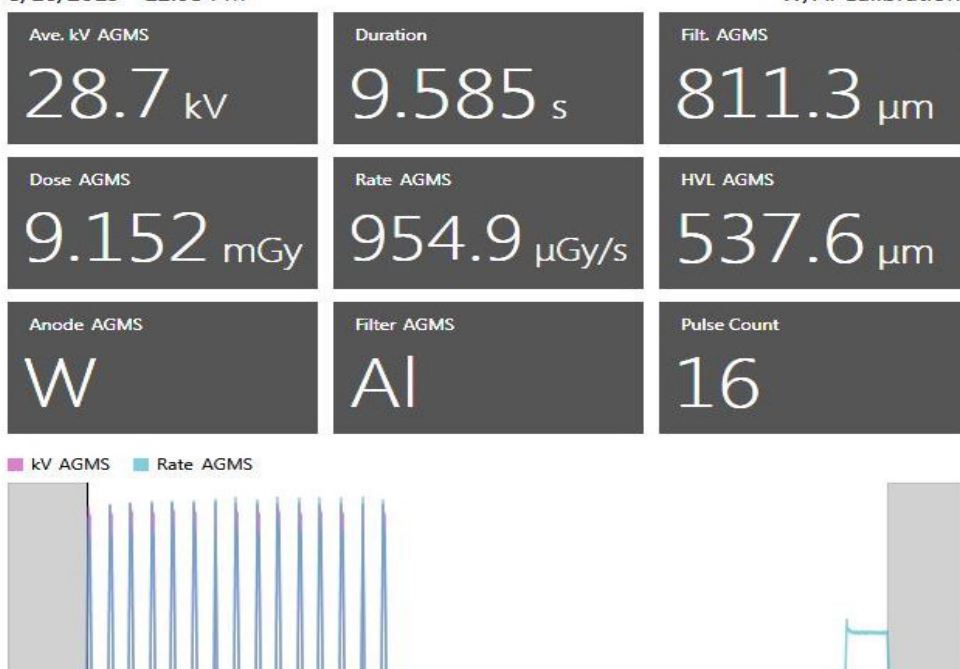 Ave. kV AGMS Duration Filt. AGMS
28.7 kV 9.585 s 811.3 μm
Dose AGMS Rate AGMS HVL AGMS
9.152 mGy 954.9 μGy/s 537.6 μm
Anode AGMS Filter AGMS Pulse Count
W Al 16
kV AGMS Rate AGMS